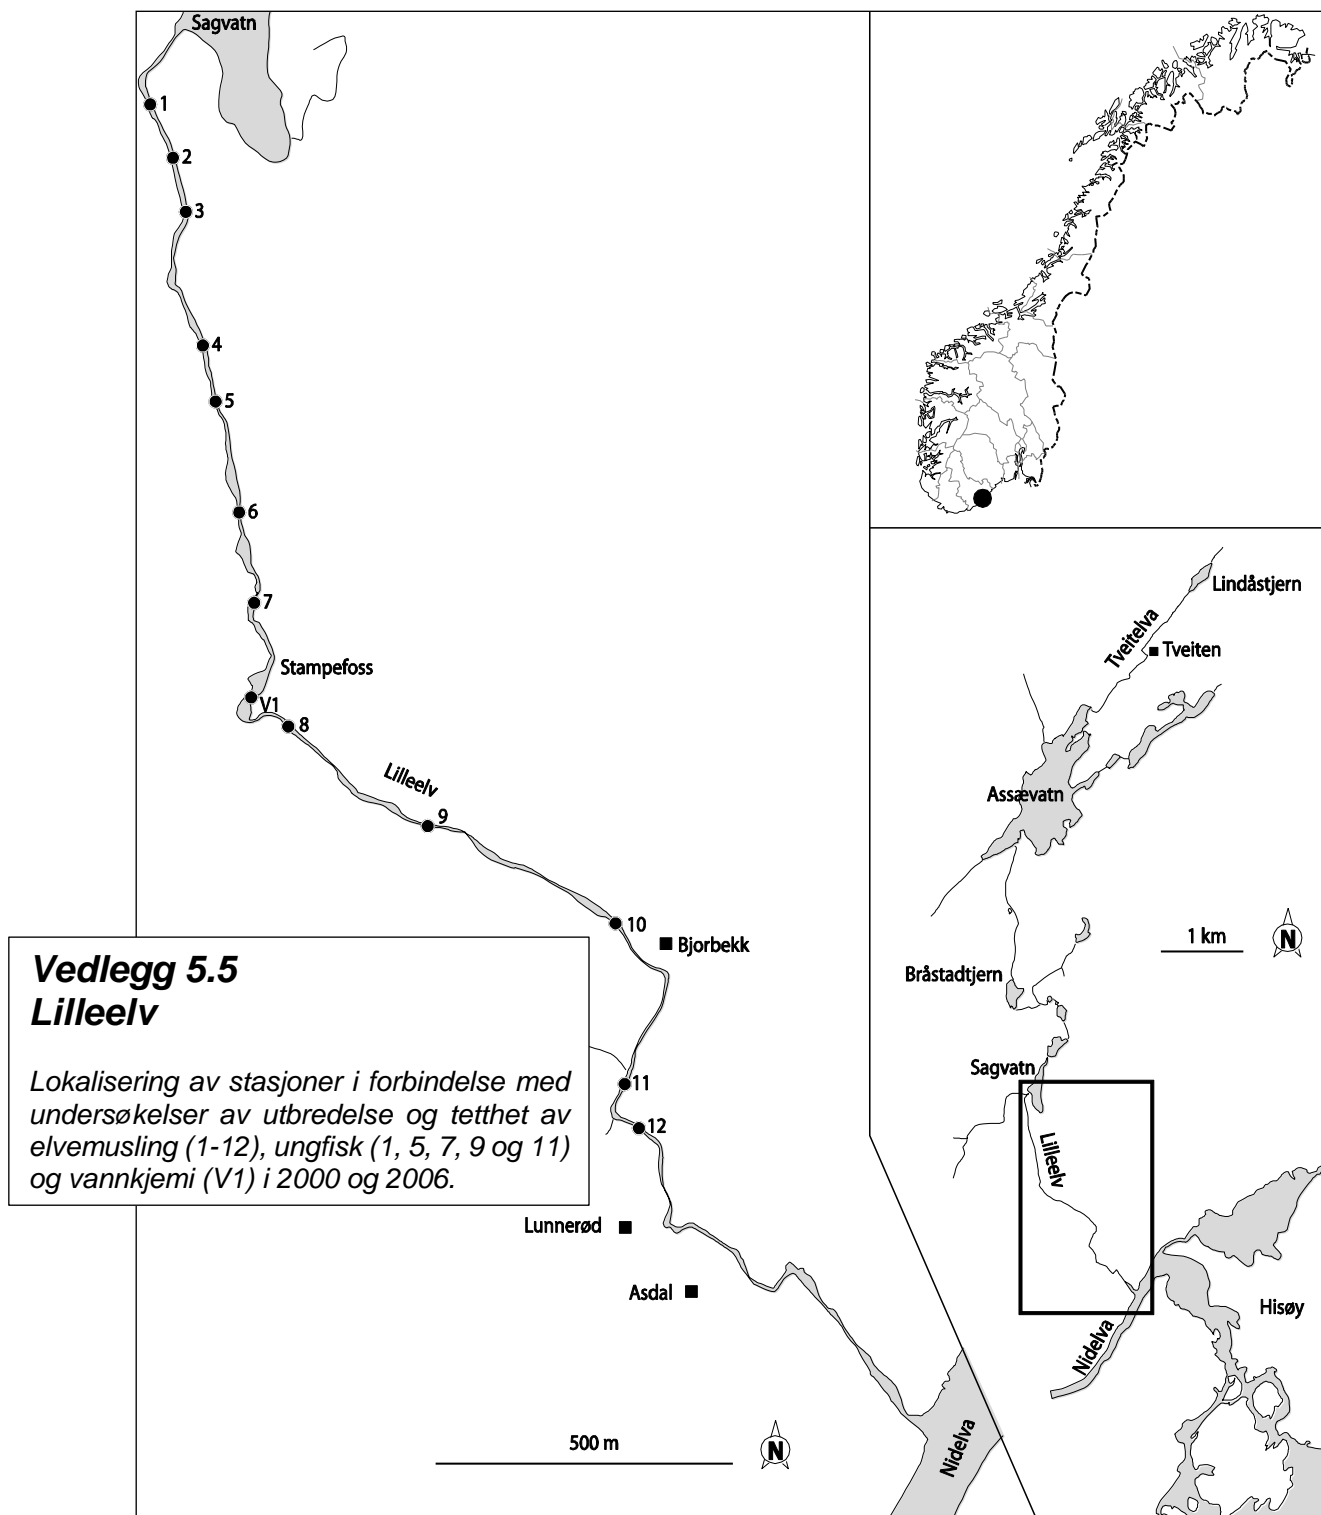 Sagvatn
1
2
3
4
5
6
7
Stampefoss
V1
8
Lilleelv
9
10
Bjorbekk
Vedlegg 5.5
Lilleelv
Lokalisering av stasjoner i forbindelse med
undersøkelser av utbredelse og tetthet av
elvemusling (1-12), ungfisk (1, 5, 7, 9 og 11)
og vannkjemi (V1) i 2000 og 2006.
11
12
Lunnerød
Asdal
500 m
N
Nidelva
Lindåstjern
Tveitelva
Tveiten
Assævatn
1 km
N
Bråstadtjern
Sagvatn
Lilleelv
Hisøy
Nidelva